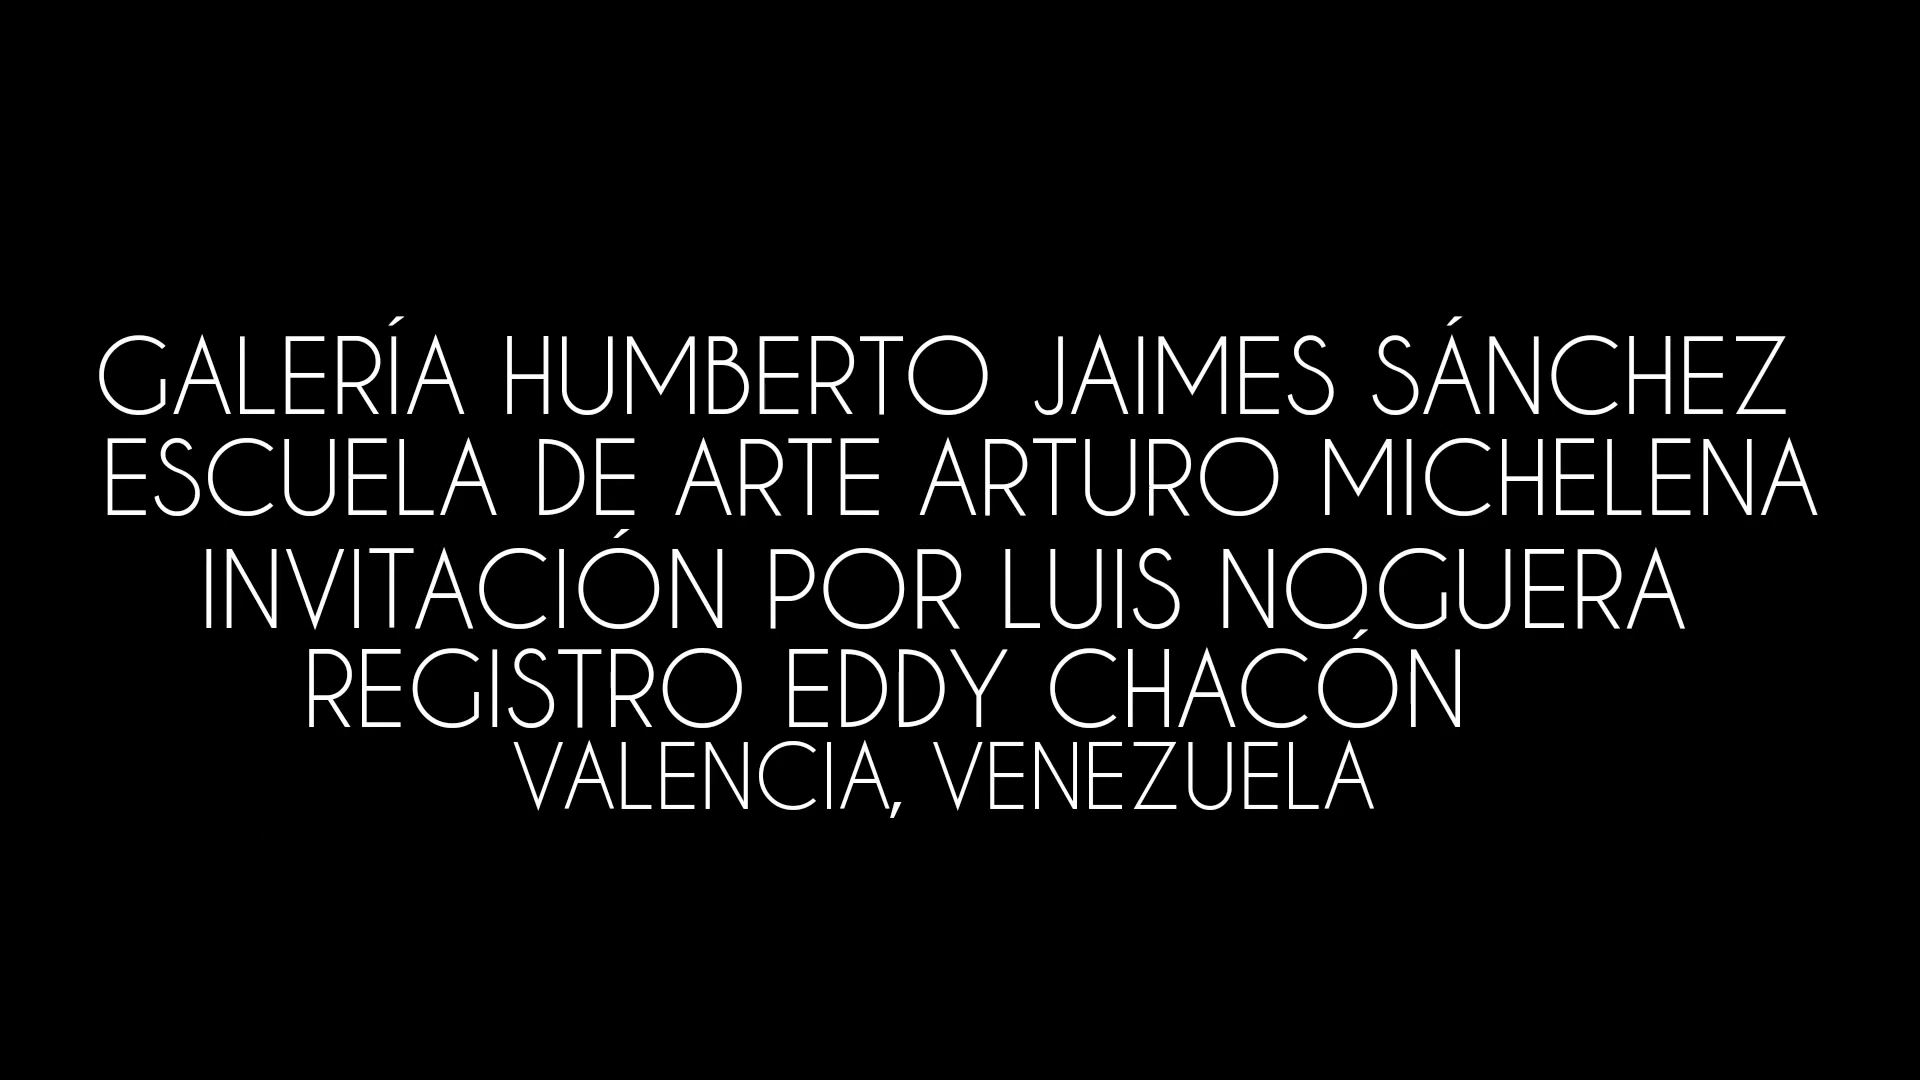 GALERÍA HUMBERTO JAIMES SÁNCHEZ
ESCUELA DE ARTE ARTURO MICHELENA
INVITACIÓN POR LUIS NOGUERA
REGISTRO EDDY CHACÓN
VALENCIA, VENEZUELA